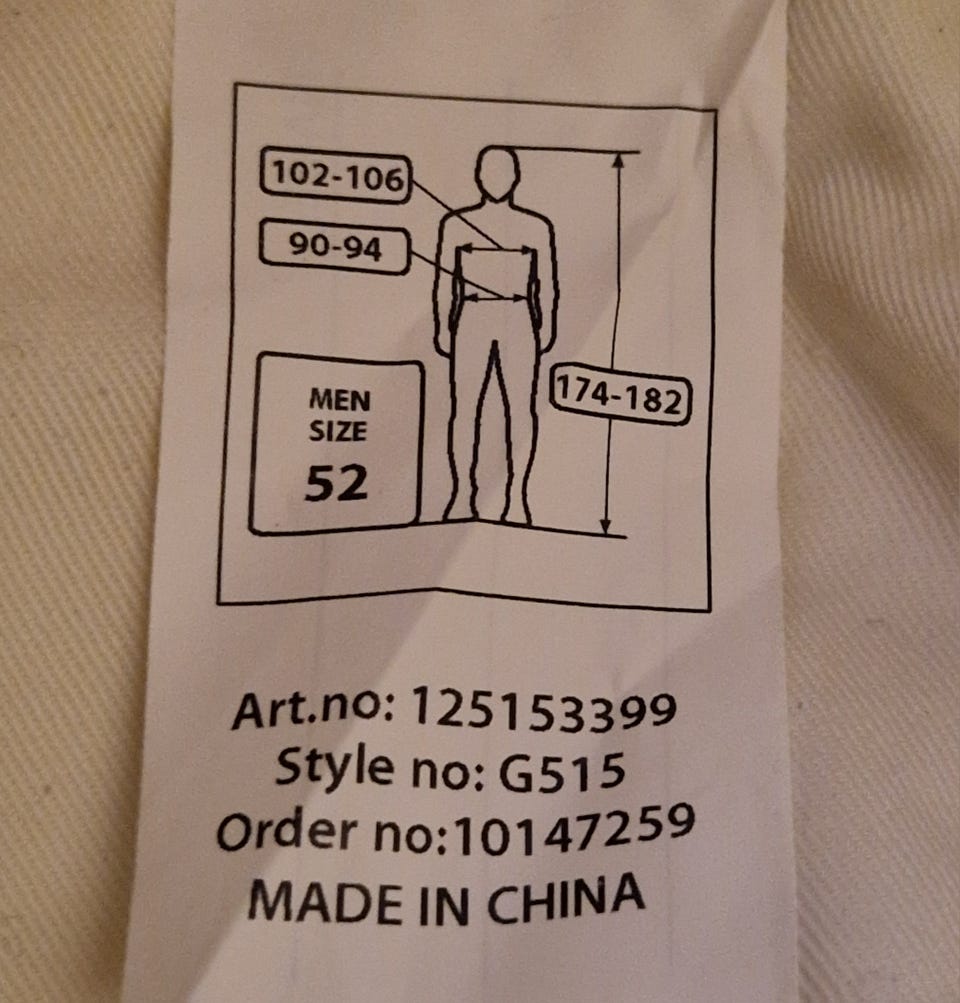 102-106
90-94
174-182
MEN
SIZE
52
Art.no: 125153399
Style no: G515
Order no:10147259
MADE IN CHINA